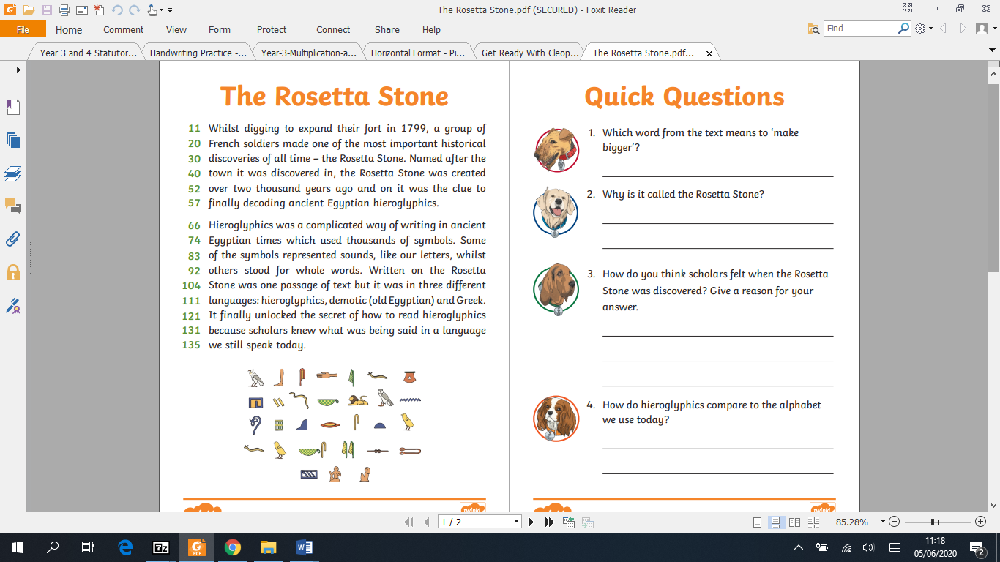 The Rosetta Stone.pdf (SECURED) - Foxit Reader
File Home Comment View Form Protect Connect Share Help
Find
Year 3 and 4 Statutor...
Handwriting Practice -...
Year-3-Multiplication-a...
Horizontal Format - Pi...
Get Ready With Cleop...
The Rosetta Stone.pdf...
The Rosetta Stone
11 Whilst digging to expand their fort in 1799, a group of
20 French soldiers made one of the most important historical
30 discoveries of all time – the Rosetta Stone. Named after the
40 town it was discovered in, the Rosetta Stone was created
52 over two thousand years ago and on it was the clue to
57 finally decoding ancient Egyptian hieroglyphics.
66 Hieroglyphics was a complicated way of writing in ancient
74 Egyptian times which used thousands of symbols. Some
83 of the symbols represented sounds, like our letters, whilst
92 others stood for whole words. Written on the Rosetta
104 Stone was one passage of text but it was in three different
111 languages: hieroglyphics, demotic (old Egyptian) and Greek.
121 It finally unlocked the secret of how to read hieroglyphics
131 because scholars knew what was being said in a language
135 we still speak today.
Quick Questions
1. Which word from the text means to ‘make
bigger’?
2. Why is it called the Rosetta Stone?
3. How do you think scholars felt when the Rosetta
Stone was discovered? Give a reason for your
answer.
4. How do hieroglyphics compare to the alphabet
we use today?
twinkl
twinkl
1 / 2
85.28%
7z
PDF
W
11:18
05/06/2020
2